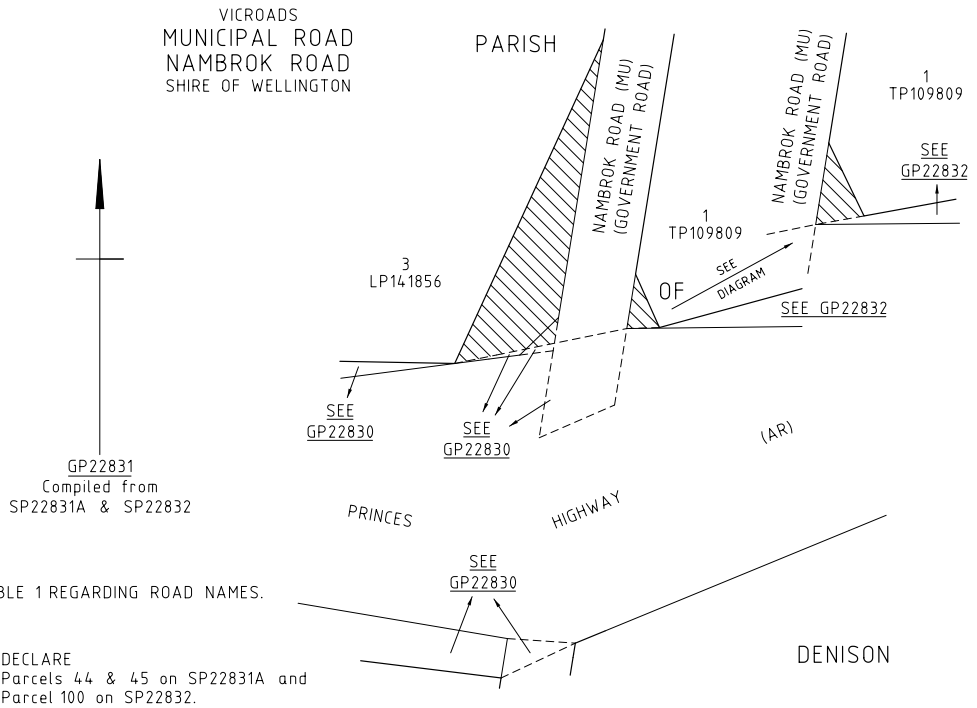 VICROADS
MUNICIPAL ROAD
NAMBROK ROAD
SHIRE OF WELLINGTON
PARISH
NAMBROK ROAD (MU)
(GOVERNMENT ROAD)
NAMBROK ROAD (MU)
(GOVERNMENT ROAD)
1
TP109809
SEE
GP22832
1
TP109809
3
LP141856
OF
SEE
DIAGRAM
SEE GP22832
SEE
GP22830
SEE
GP22830
(AR)
GP22831
Compiled from
SP22831A & SP22832
PRINCES
HIGHWAY
SEE
GP22830
BLE 1 REGARDING ROAD NAMES.
DENISON
DECLARE
Parcels 44 & 45 on SP22831A and
Parcel 100 on SP22832.